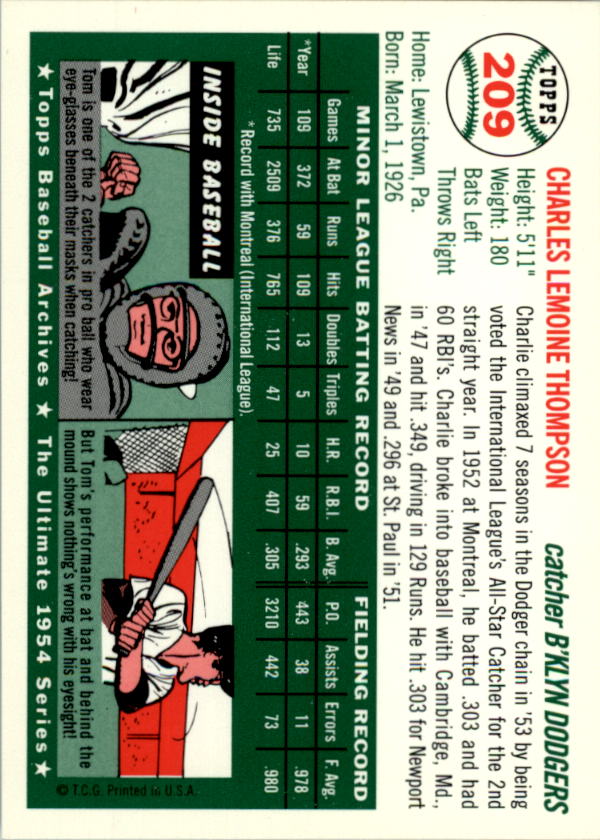 TOPPS
209
CHARLES LEMOINE THOMPSON
catcher B'KLYN DODGERS
Height: 5'11"
Weight: 180
Bats Left
Throws Right
Home: Lewistown, Pa.
Born: March 1, 1926
Charlie climaxed 7 seasons in the Dodger chain in '53 by being
voted the International League's All-Star Catcher for the 2nd
straight year. In 1952 at Montreal, he batted .303 and had
60 RBI's. Charlie broke into baseball with Cambridge, Md.,
in '47 and hit .349, driving in 129 Runs. He hit .303 for Newport
News in '49 and .296 at St. Paul in '51.
MINOR LEAGUE BATTING RECORD FIELDING RECORD
Games At Bat Runs Hits Doubles Triples H.R. R.B.I. B. Avg. P.O. Assists Errors F. Avg.
*Year 109 372 59 109 13 5 10 59 .293 443 38 11 .978
Life 735 2509 376 765 112 47 25 407 .305 3210 442 73 .980
*Record with Montreal (International League).
INSIDE BASEBALL
Tom is one of the 2 catchers in pro ball who wear
eye-glasses beneath their masks when catching!
But Tom's performance at bat and behind the
mound shows nothing's wrong with his eyesight!
★ Topps Baseball Archives ★ The Ultimate 1954 Series ★
© T.C.G. Printed in U.S.A.